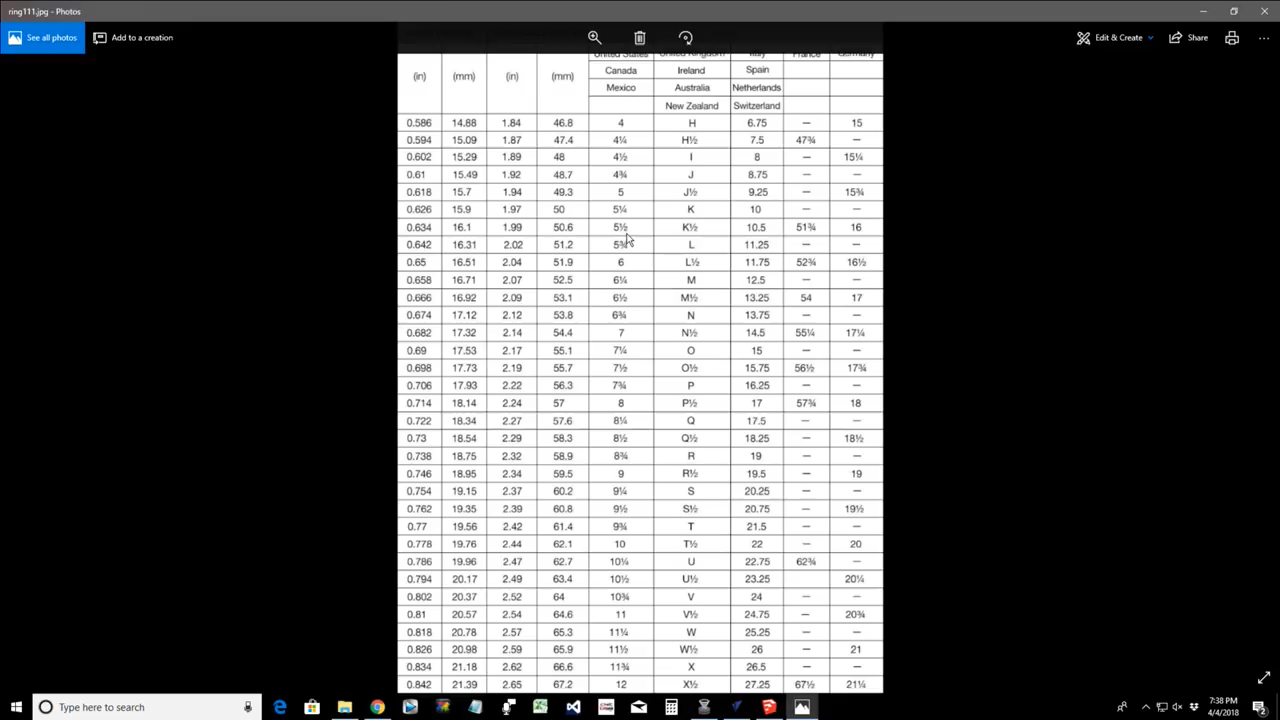 ring111.jpg - Photos
See all photos Add to a creation Edit & Create Share
United States United Kingdom Italy France Germany
(in) (mm) (in) (mm) Canada Ireland Spain
Mexico Australia Netherlands
New Zealand Switzerland
0.586 14.88 1.84 46.8 4 H 6.75 — 15
0.594 15.09 1.87 47.4 4¼ H½ 7.5 47¾ —
0.602 15.29 1.89 48 4½ I 8 — 15¼
0.61 15.49 1.92 48.7 4¾ J 8.75 — —
0.618 15.7 1.94 49.3 5 J½ 9.25 — 15¾
0.626 15.9 1.97 50 5¼ K 10 — —
0.634 16.1 1.99 50.6 5½ K½ 10.5 51¾ 16
0.642 16.31 2.02 51.2 5¾ L 11.25 — —
0.65 16.51 2.04 51.9 6 L½ 11.75 52¾ 16½
0.658 16.71 2.07 52.5 6¼ M 12.5 — —
0.666 16.92 2.09 53.1 6½ M½ 13.25 54 17
0.674 17.12 2.12 53.8 6¾ N 13.75 — —
0.682 17.32 2.14 54.4 7 N½ 14.5 55¼ 17¼
0.69 17.53 2.17 55.1 7¼ O 15 — —
0.698 17.73 2.19 55.7 7½ O½ 15.75 56½ 17¾
0.706 17.93 2.22 56.3 7¾ P 16.25 — —
0.714 18.14 2.24 57 8 P½ 17 57¾ 18
0.722 18.34 2.27 57.6 8¼ Q 17.5 — —
0.73 18.54 2.29 58.3 8½ Q½ 18.25 — 18½
0.738 18.75 2.32 58.9 8¾ R 19 — —
0.746 18.95 2.34 59.5 9 R½ 19.5 — 19
0.754 19.15 2.37 60.2 9¼ S 20.25 — —
0.762 19.35 2.39 60.8 9½ S½ 20.75 — 19½
0.77 19.56 2.42 61.4 9¾ T 21.5 — —
0.778 19.76 2.44 62.1 10 T½ 22 — 20
0.786 19.96 2.47 62.7 10¼ U 22.75 62¾ —
0.794 20.17 2.49 63.4 10½ U½ 23.25 20¼
0.802 20.37 2.52 64 10¾ V 24 — —
0.81 20.57 2.54 64.6 11 V½ 24.75 — 20¾
0.818 20.78 2.57 65.3 11¼ W 25.25 — —
0.826 20.98 2.59 65.9 11½ W½ 26 — 21
0.834 21.18 2.62 66.6 11¾ X 26.5 — —
0.842 21.39 2.65 67.2 12 X½ 27.25 67½ 21¼
Type here to search
7:38 PM
4/4/2018
2